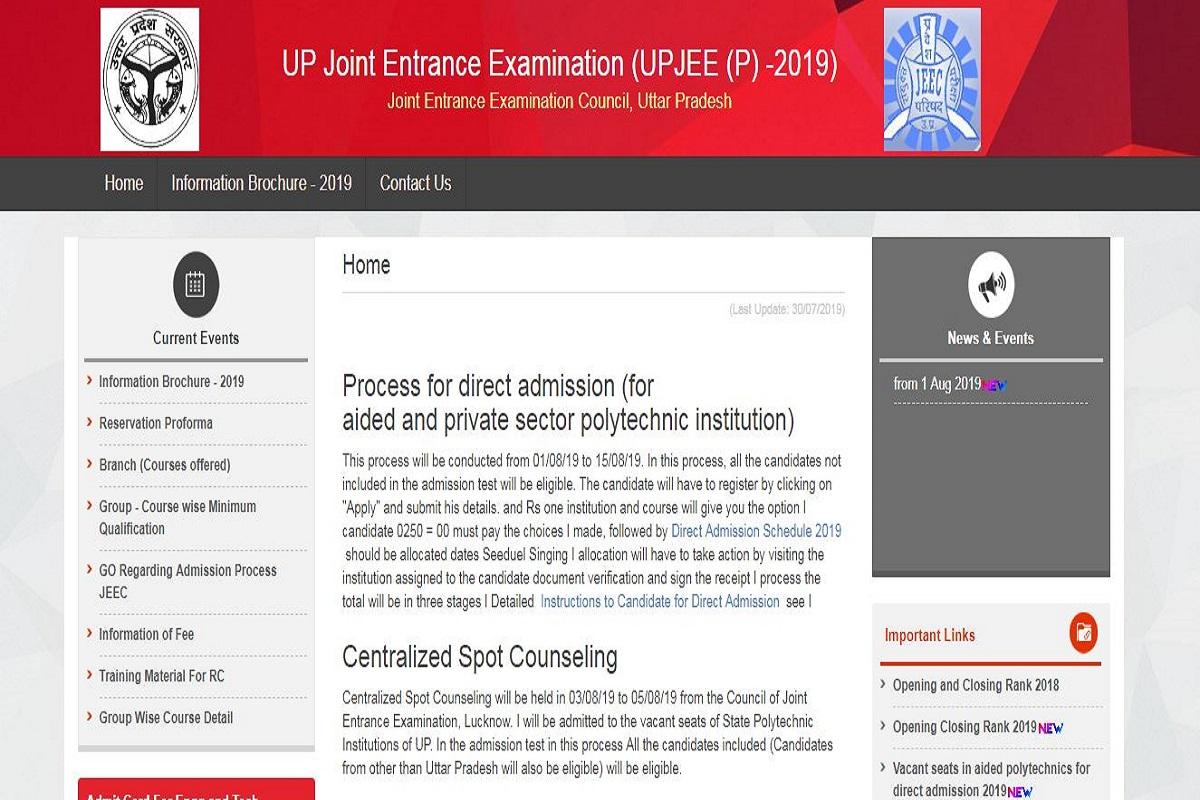 उत्तर प्रदेश सरकार
UP Joint Entrance Examination (UPJEE (P) -2019)
Joint Entrance Examination Council, Uttar Pradesh
JEEC
परिषद
उ.प्र.
Home
Information Brochure - 2019
Contact Us
Current Events
Information Brochure - 2019
Reservation Proforma
Branch (Courses offered)
Group - Course wise Minimum
Qualification
GO Regarding Admission Process
JEEC
Information of Fee
Training Material For RC
Group Wise Course Detail
Home
(Last Update: 30/07/2019)
Process for direct admission (for
aided and private sector polytechnic institution)
This process will be conducted from 01/08/19 to 15/08/19. In this process, all the candidates not
included in the admission test will be eligible. The candidate will have to register by clicking on
"Apply" and submit his details. and Rs one institution and course will give you the option I
candidate 0250 = 00 must pay the choices I made, followed by Direct Admission Schedule 2019
should be allocated dates Seeduel Singing I allocation will have to take action by visiting the
institution assigned to the candidate document verification and sign the receipt I process the
total will be in three stages I Detailed Instructions to Candidate for Direct Admission see I
Centralized Spot Counseling
Centralized Spot Counseling will be held in 03/08/19 to 05/08/19 from the Council of Joint
Entrance Examination, Lucknow. I will be admitted to the vacant seats of State Polytechnic
Institutions of UP. In the admission test in this process All the candidates included (Candidates
from other than Uttar Pradesh will also be eligible) will be eligible.
News & Events
from 1 Aug 2019 NEW
Important Links
Opening and Closing Rank 2018
Opening Closing Rank 2019 NEW
Vacant seats in aided polytechnics for
direct admission 2019 NEW